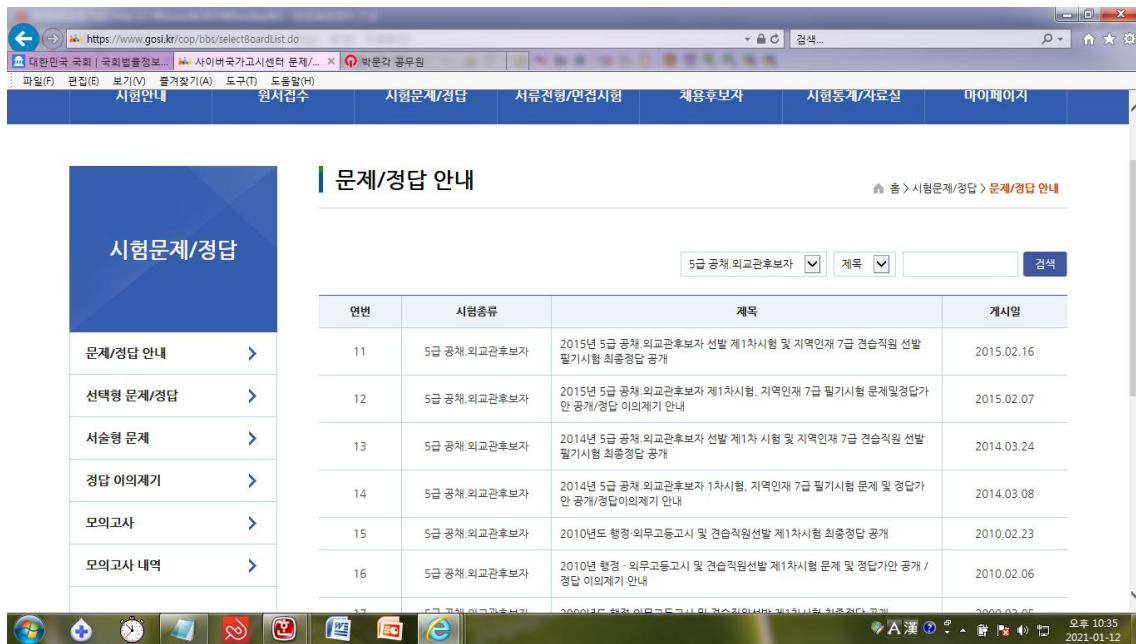 https://www.gosi.kr/cop/bbs/selectBoardList.do
검색...
대한민국 국회 | 국회법률정보...
사이버국가고시센터 문제/...
박문각 공무원
파일(F) 편집(E) 보기(V) 즐겨찾기(A) 도구(T) 도움말(H)
시험안내 원서접수 시험문제/정답 서류전형/면접시험 채용후보자 시험통계/자료실 마이페이지
문제/정답 안내
홈 > 시험문제/정답 > 문제/정답 안내
시험문제/정답
문제/정답 안내
선택형 문제/정답
서술형 문제
정답 이의제기
모의고사
모의고사 내역
5급 공채.외교관후보자 제목 검색
연번 시험종류 제목 게시일
11 5급 공채.외교관후보자 2015년 5급 공채.외교관후보자 선발 제1차시험 및 지역인재 7급 견습직원 선발
필기시험 최종정답 공개 2015.02.16
12 5급 공채.외교관후보자 2015년 5급 공채.외교관후보자 제1차시험, 지역인재 7급 필기시험 문제및정답가
안 공개/정답 이의제기 안내 2015.02.07
13 5급 공채.외교관후보자 2014년 5급 공채.외교관후보자 선발 제1차 시험 및 지역인재 7급 견습직원 선발
필기시험 최종정답 공개 2014.03.24
14 5급 공채.외교관후보자 2014년 5급 공채.외교관후보자 1차시험, 지역인재 7급 필기시험 문제 및 정답가
안 공개/정답이의제기 안내 2014.03.08
15 5급 공채.외교관후보자 2010년도 행정·외무고등고시 및 견습직원선발 제1차시험 최종정답 공개 2010.02.23
16 5급 공채.외교관후보자 2010년 행정 · 외무고등고시 및 견습직원선발 제1차시험 문제 및 정답가안 공개 /
정답 이의제기 안내 2010.02.06
A 漢
오후 10:35
2021-01-12